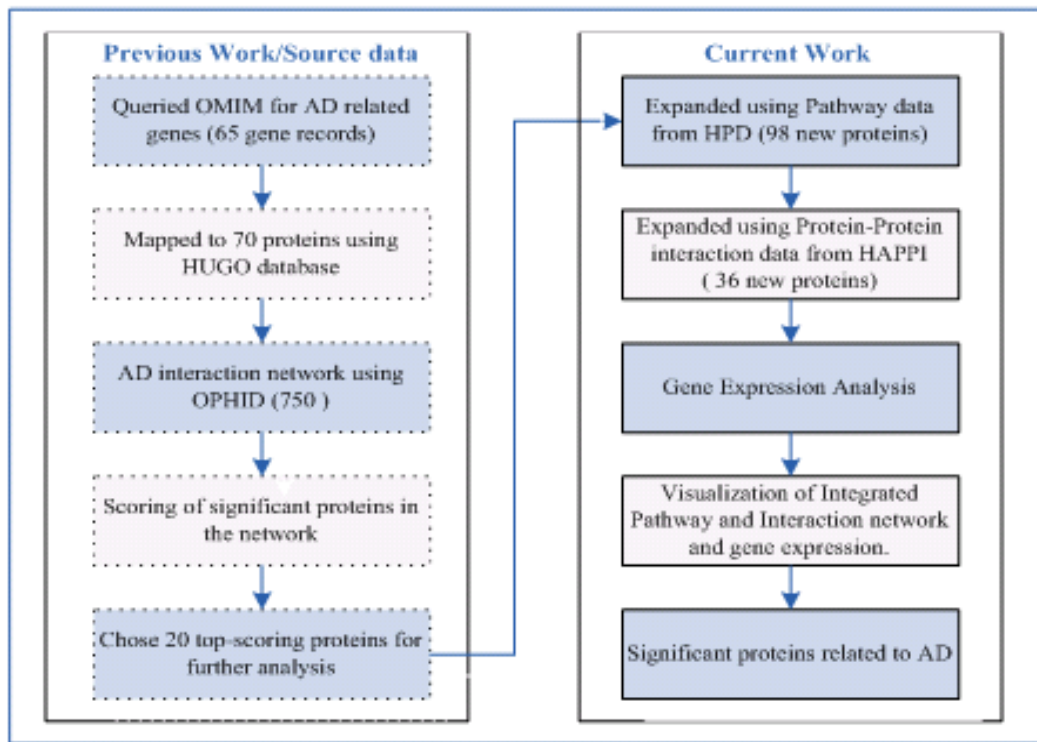 Previous Work/Source data
Queried OMIM for AD related
genes (65 gene records)
Mapped to 70 proteins using
HUGO database
AD interaction network using
OPHID (750 )
Scoring of significant proteins in
the network
Chose 20 top-scoring proteins for
further analysis
Current Work
Expanded using Pathway data
from HPD (98 new proteins)
Expanded using Protein-Protein
interaction data from HAPPI
( 36 new proteins)
Gene Expression Analysis
Visualization of Integrated
Pathway and Interaction network
and gene expression.
Significant proteins related to AD